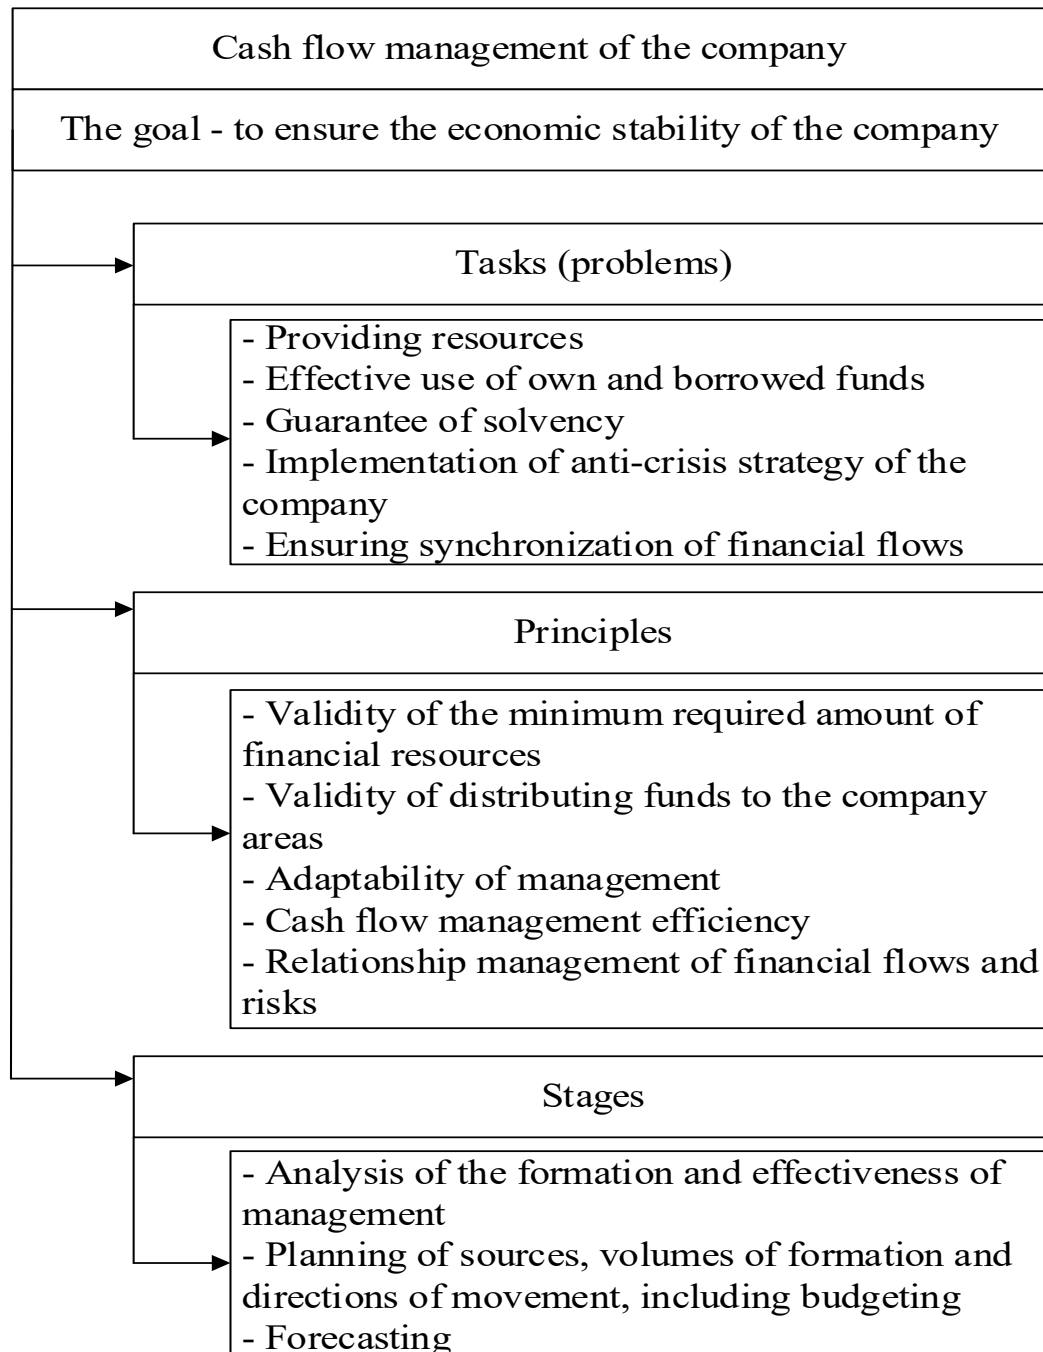 Cash flow management of the company
The goal - to ensure the economic stability of the company
Tasks (problems)
- Providing resources
- Effective use of own and borrowed funds
- Guarantee of solvency
- Implementation of anti-crisis strategy of the
company
- Ensuring synchronization of financial flows
Principles
- Validity of the minimum required amount of
financial resources
- Validity of distributing funds to the company
areas
- Adaptability of management
- Cash flow management efficiency
- Relationship management of financial flows and
risks
Stages
- Analysis of the formation and effectiveness of
management
- Planning of sources, volumes of formation and
directions of movement, including budgeting
- Forecasting